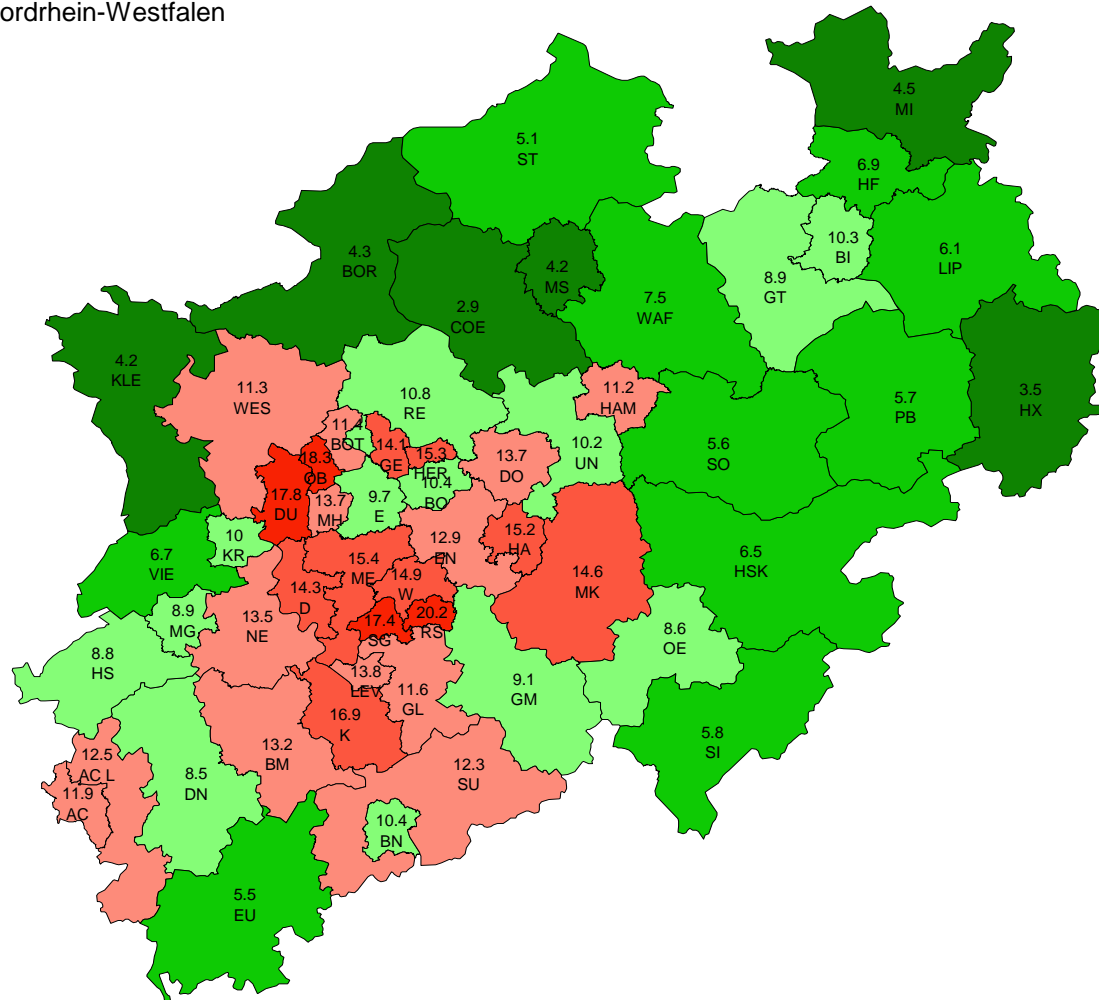 ordrhein-Westfalen
4.5
MI
5.1
ST
6.9
HF
10.3
BI
6.1
LIP
4.3
BOR
4.2
MS
8.9
GT
7.5
WAF
2.9
COE
4.2
KLE
11.3
WES
10.8
RE
11.2
HAM
5.7
PB
3.5
HX
11.4
BOT
14.1
GE
15.3
HER
13.7
DO
10.2
UN
5.6
SO
18.3
OB
10.4
BO
17.8
DU
13.7
MH
9.7
E
10
KR
12.9
EN
15.2
HA
6.7
VIE
15.4
ME
14.9
W
14.6
MK
6.5
HSK
14.3
D
8.9
MG
13.5
NE
17.4
SG
20.2
RS
8.6
OE
8.8
HS
13.8
LEV
11.6
GL
9.1
GM
16.9
K
5.8
SI
12.5
AC L
13.2
BM
12.3
SU
11.9
AC
8.5
DN
10.4
BN
5.5
EU